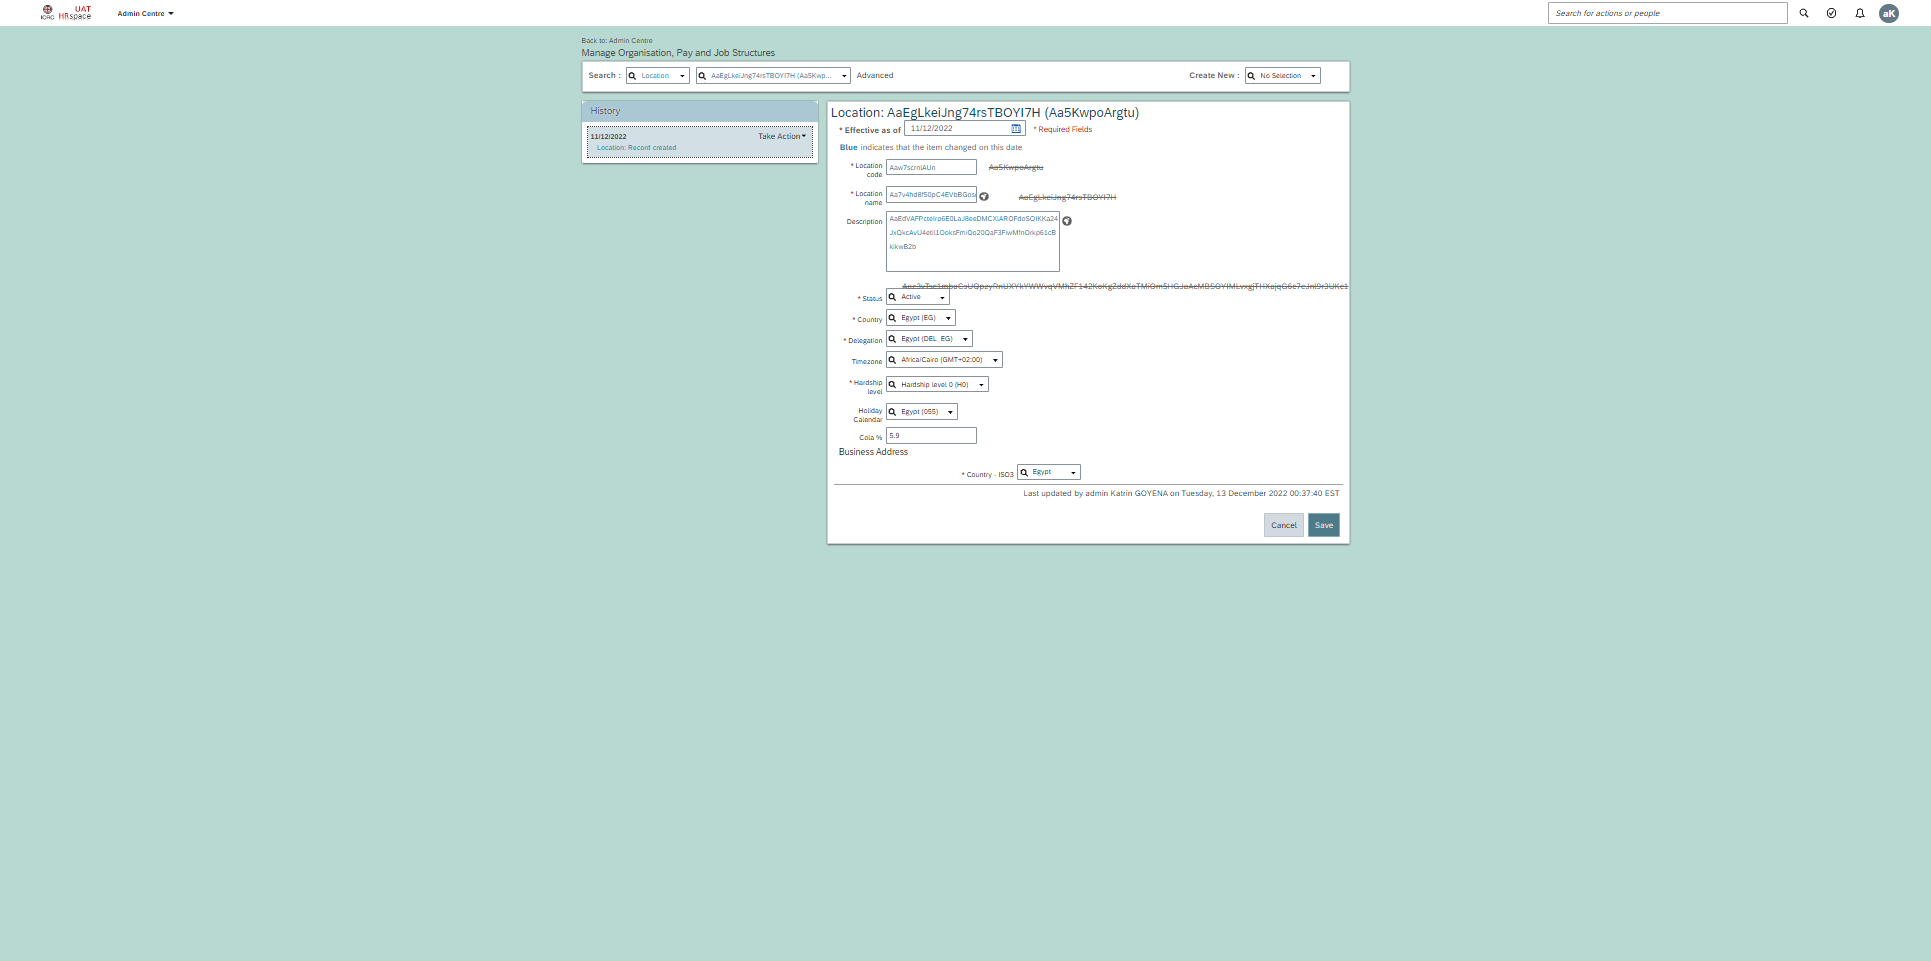 ICRC
UAT
HRspace
Admin Centre
Search for actions or people
aK
Back to: Admin Centre
Manage Organisation, Pay and Job Structures
Search :
Location
AaEgLkeiJng74rsTBOYI7H (Aa5Kwp...
Advanced
Create New :
No Selection
History
11/12/2022
Take Action
Location: Record created
Location: AaEgLkeiJng74rsTBOYI7H (Aa5KwpoArgtu)
* Effective as of
11/12/2022
* Required Fields
Blue indicates that the item changed on this date
* Location code
Aa5KwpoArgtu
* Location name
AaEgLkeiJng74rsTBOYI7H
Description
* Status
Active
* Country
Egypt (EG)
* Delegation
Egypt (DEL_EG)
Timezone
Africa/Cairo (GMT+02:00)
* Hardship level
Hardship level 0 (H0)
Holiday Calendar
Egypt (055)
Cola %
5.9
Business Address
* Country - ISO3
Egypt
Last updated by admin Katrin GOYENA on Tuesday, 13 December 2022 00:37:40 EST
Cancel
Save